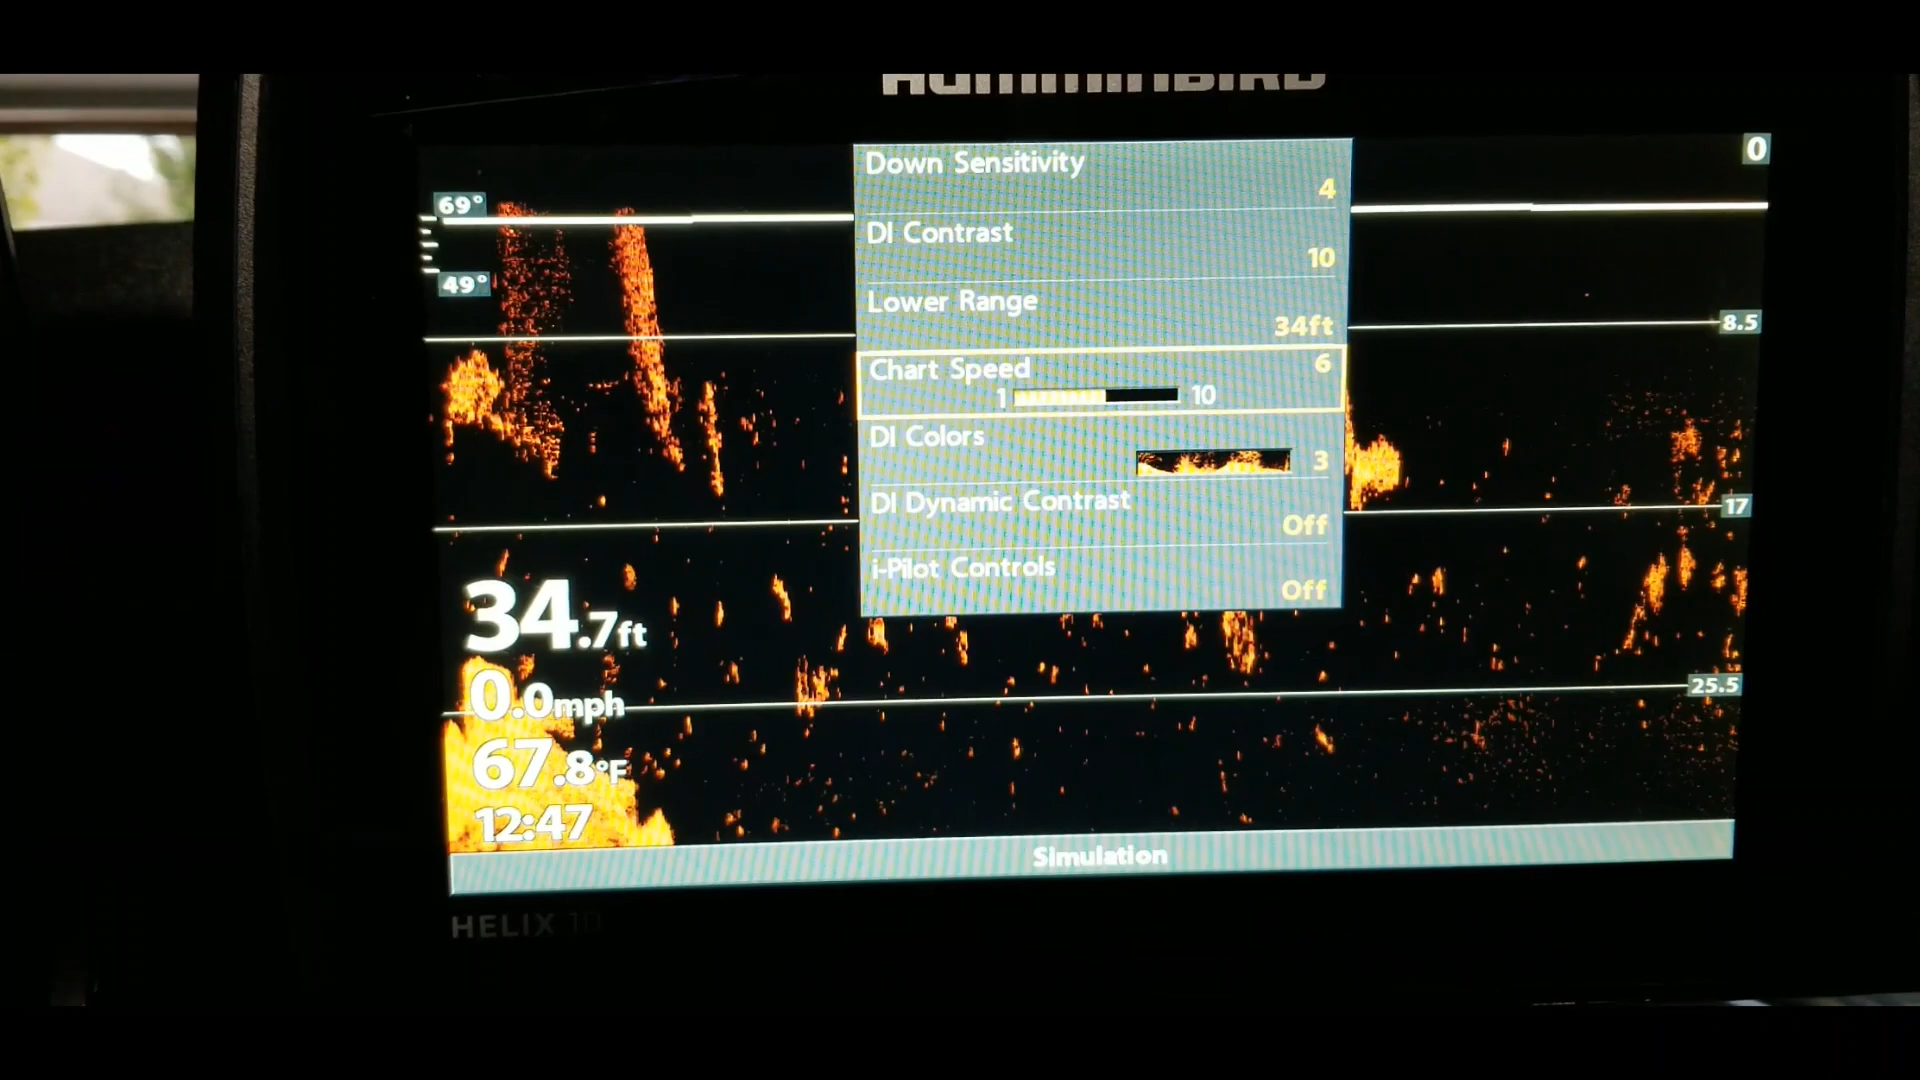 HUMMINBIRD
0
69°
49°
Down Sensitivity
4
DI Contrast
10
Lower Range
34ft
8.5
Chart Speed
6
1 10
DI Colors
3
DI Dynamic Contrast
Off
17
i-Pilot Controls
Off
34.7ft
25.5
0.0mph
67.8°F
12:47
Simulation
HELIX 10